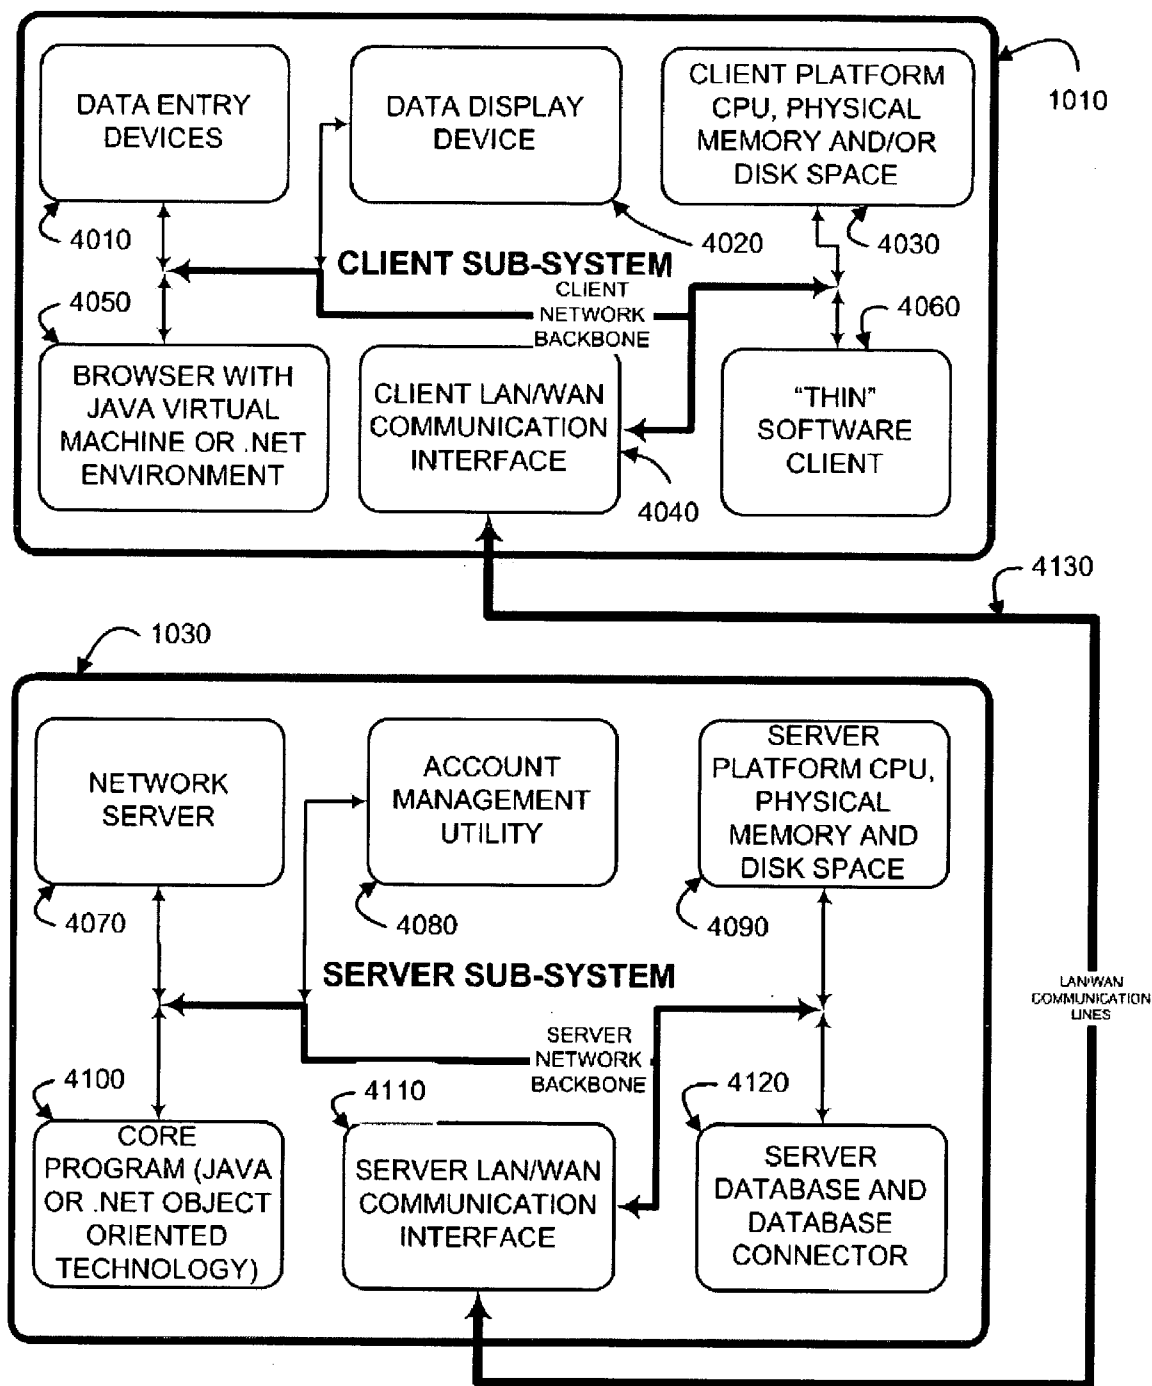 DATA ENTRY
DEVICES
DATA DISPLAY
DEVICE
CLIENT PLATFORM
CPU, PHYSICAL
MEMORY AND/OR
DISK SPACE
1010
4010
4020
4030
CLIENT SUB-SYSTEM
CLIENT
NETWORK
BACKBONE
4050
4060
BROWSER WITH
JAVA VIRTUAL
MACHINE OR .NET
ENVIRONMENT
CLIENT LAN/WAN
COMMUNICATION
INTERFACE
4040
“THIN”
SOFTWARE
CLIENT
4130
1030
NETWORK
SERVER
ACCOUNT
MANAGEMENT
UTILITY
SERVER
PLATFORM CPU,
PHYSICAL
MEMORY AND
DISK SPACE
4070
4080
4090
SERVER SUB-SYSTEM
LAN/WAN
COMMUNICATION
LINES
SERVER
NETWORK
BACKBONE
4100
4110
4120
CORE
PROGRAM (JAVA
OR .NET OBJECT
ORIENTED
TECHNOLOGY)
SERVER LAN/WAN
COMMUNICATION
INTERFACE
SERVER
DATABASE AND
DATABASE
CONNECTOR